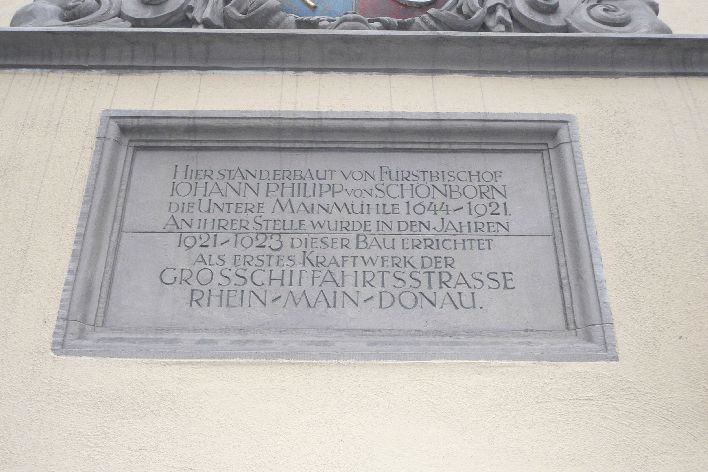 HIER STAND, ERBAUT VON FÜRSTBISCHOF
JOHANN PHILIPP VON SCHÖNBORN
DIE UNTERE MAINMÜHLE 1644-1921.
AN IHRER STELLE WURDE IN DEN JAHREN
1921-1923 DIESER BAU ERRICHTET
ALS ERSTES KRAFTWERK DER
GROSSSCHIFFAHRTSSTRASSE
RHEIN-MAIN-DONAU.